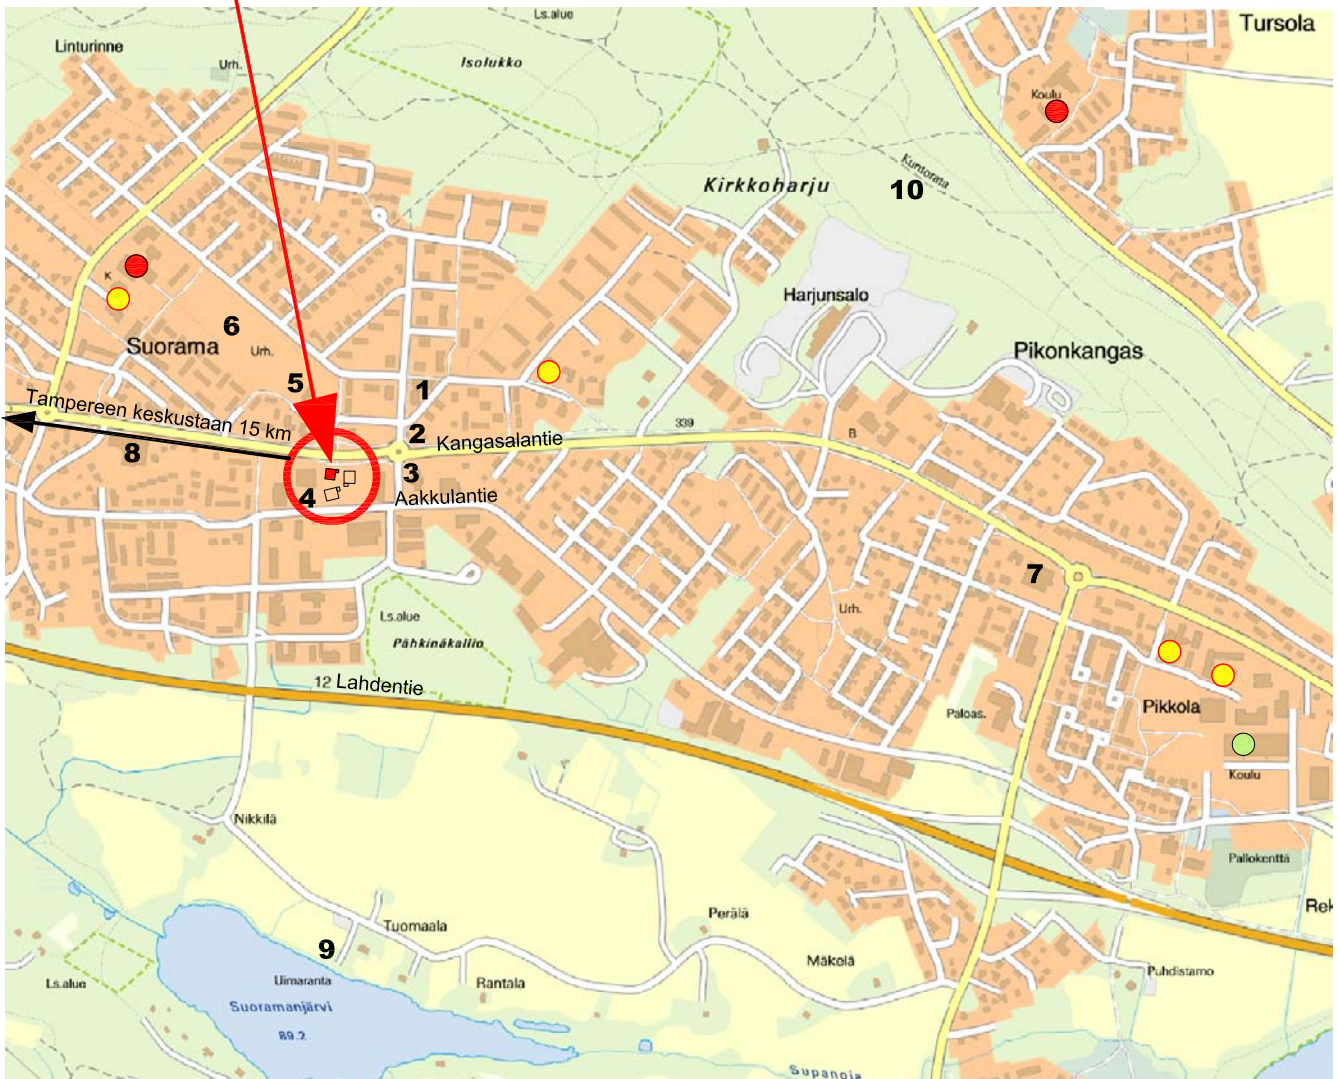 Ls.alue
Tursola
Linturinne
Urh.
Isolukko
Koulu
Kirkkoharju
Kuntorata
10
K
Harjunsalo
6
Suorama
Urh.
Pikonkangas
5
1
Tampereen keskustaan 15 km
2
Kangasalantie
339
B
8
3
4
Aakkulantie
7
Urh.
Ls.alue
Pähkinäkallio
12 Lahdentie
Paloas.
Pikkola
Koulu
Nikkilä
Pallokenttä
Rek
Perälä
Tuomaala
9
Mäkelä
Puhdistamo
Ls.alue
Uimaranta
Rantala
Suoramanjärvi
89.2
Supanoja